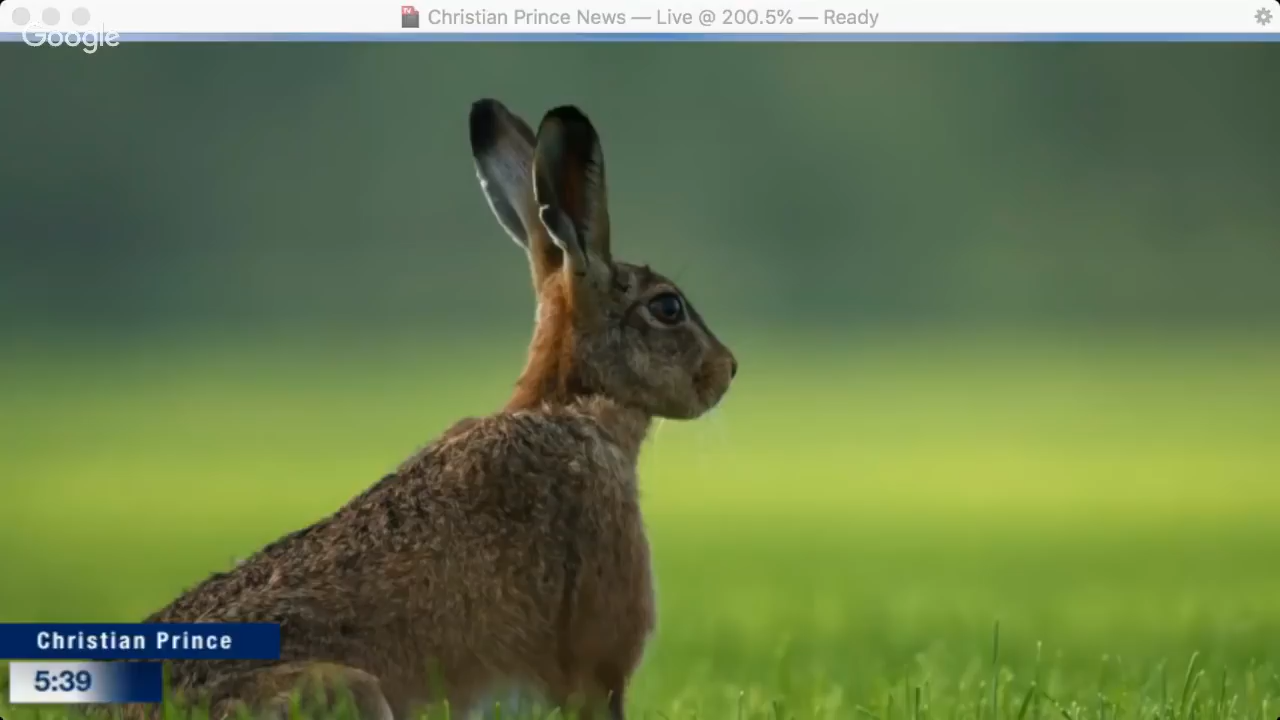 Christian Prince News — Live @ 200.5% — Ready
Google
Christian Prince
5:39